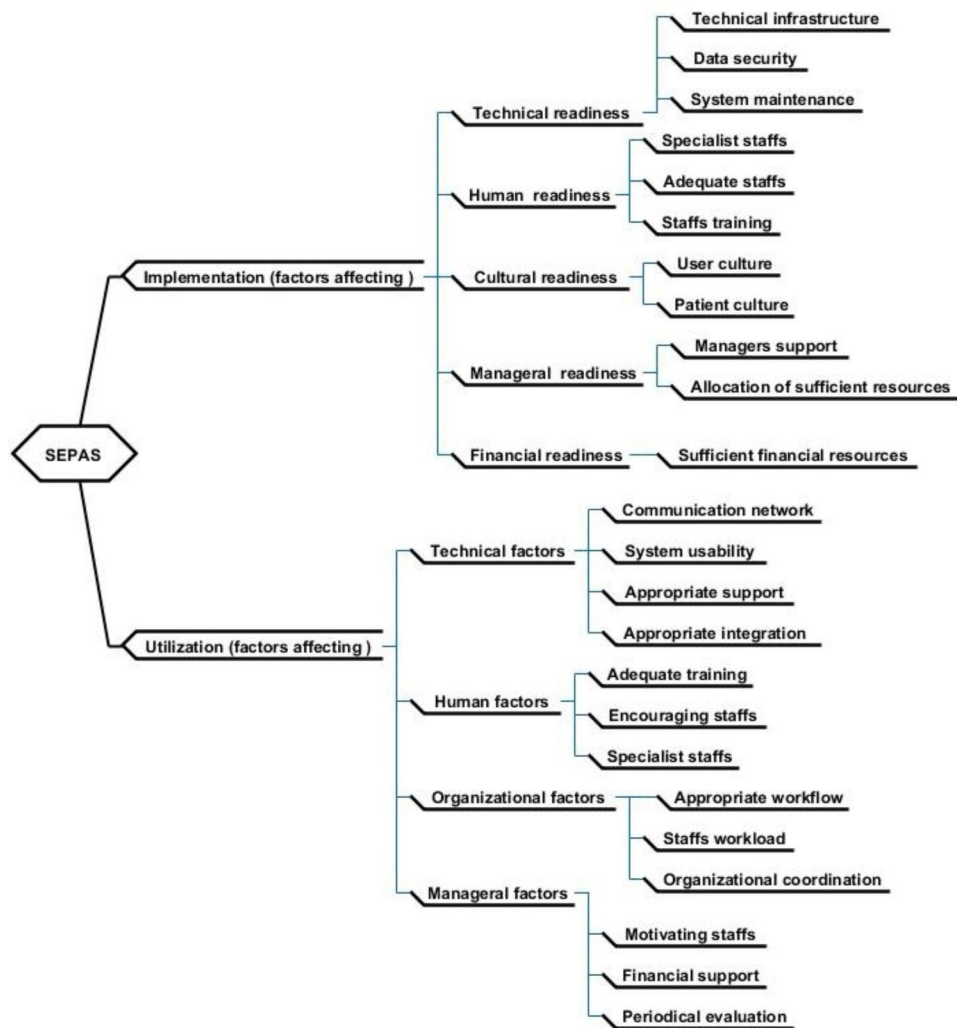 Technical infrastructure
Data security
System maintenance
Technical readiness
Specialist staffs
Human readiness
Adequate staffs
Staffs training
User culture
Implementation (factors affecting )
Cultural readiness
Patient culture
Managers support
Manageral readiness
Allocation of sufficient resources
SEPAS
Financial readiness
Sufficient financial resources
Communication network
Technical factors
System usability
Appropriate support
Appropriate integration
Utilization (factors affecting )
Adequate training
Human factors
Encouraging staffs
Specialist staffs
Organizational factors
Appropriate workflow
Staffs workload
Organizational coordination
Manageral factors
Motivating staffs
Financial support
Periodical evaluation